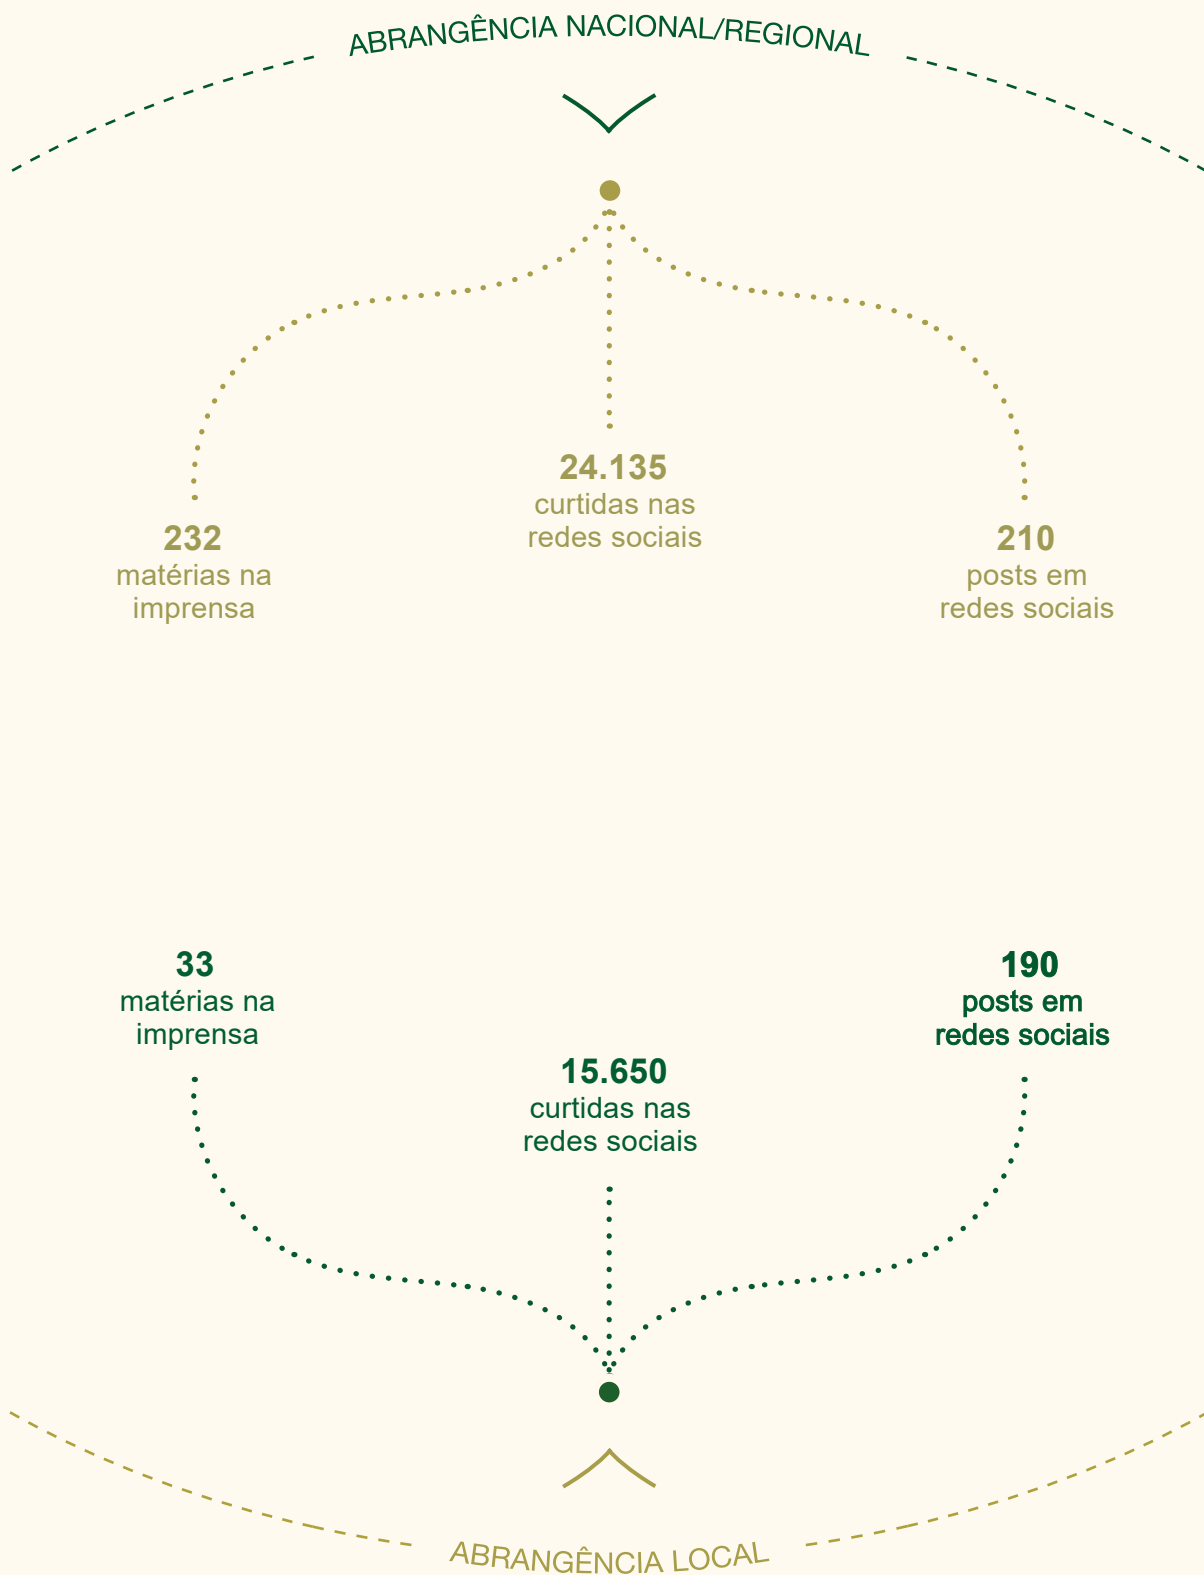 ABRANGÊNCIA NACIONAL/REGIONAL
24.135
curtidas nas
redes sociais
232
matérias na
imprensa
210
posts em
redes sociais
33
matérias na
imprensa
190
posts em
redes sociais
15.650
curtidas nas
redes sociais
ABRANGÊNCIA LOCAL